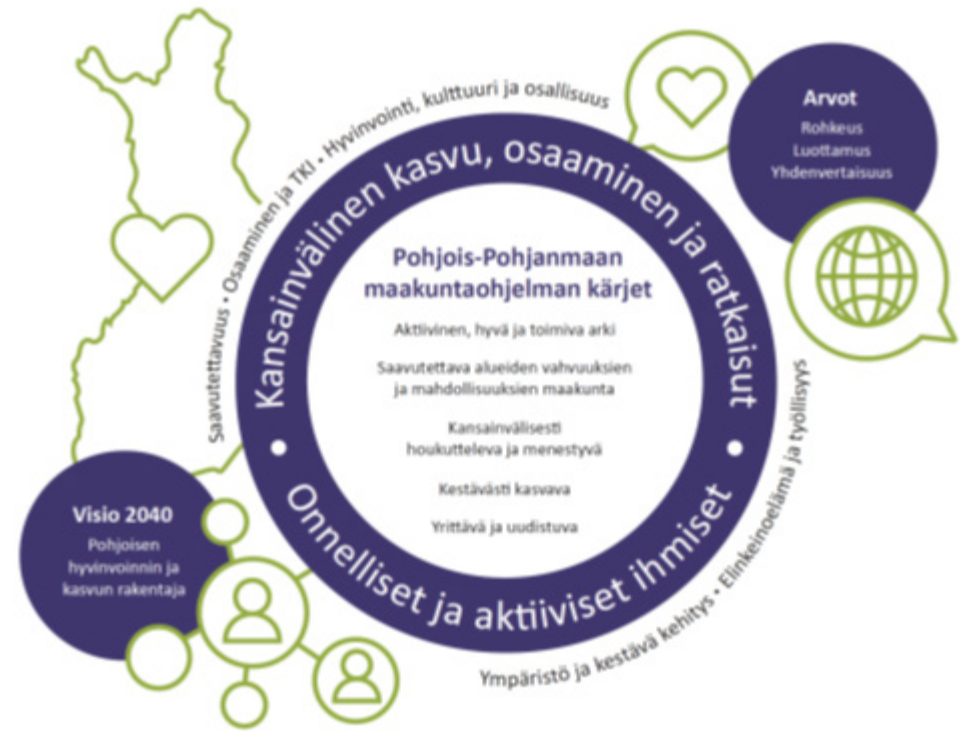 Saavutettavuus • Osaaminen ja TKI • Hyvinvointi, kulttuuri ja osallisuus
Arvot
Rohkeus
Luottamus
Yhdenvertaisuus
Kansainvälinen kasvu, osaaminen ja ratkaisut
Pohjois-Pohjanmaan
maakuntaohjelman kärjet
Aktiivinen, hyvä ja toimiva arki
Saavutettava alueiden vahvuuksien
ja mahdollisuuksien maakunta
Kansainvälisesti
houkutteleva ja menestyvä
Kestävästi kasvava
Yrittävä ja uudistuva
Onnelliset ja aktiiviset ihmiset
Visio 2040
Pohjoisen
hyvinvoinnin ja
kasvun rakentaja
Ympäristö ja kestävä kehitys • Elinkeinoelämä ja työllisyys